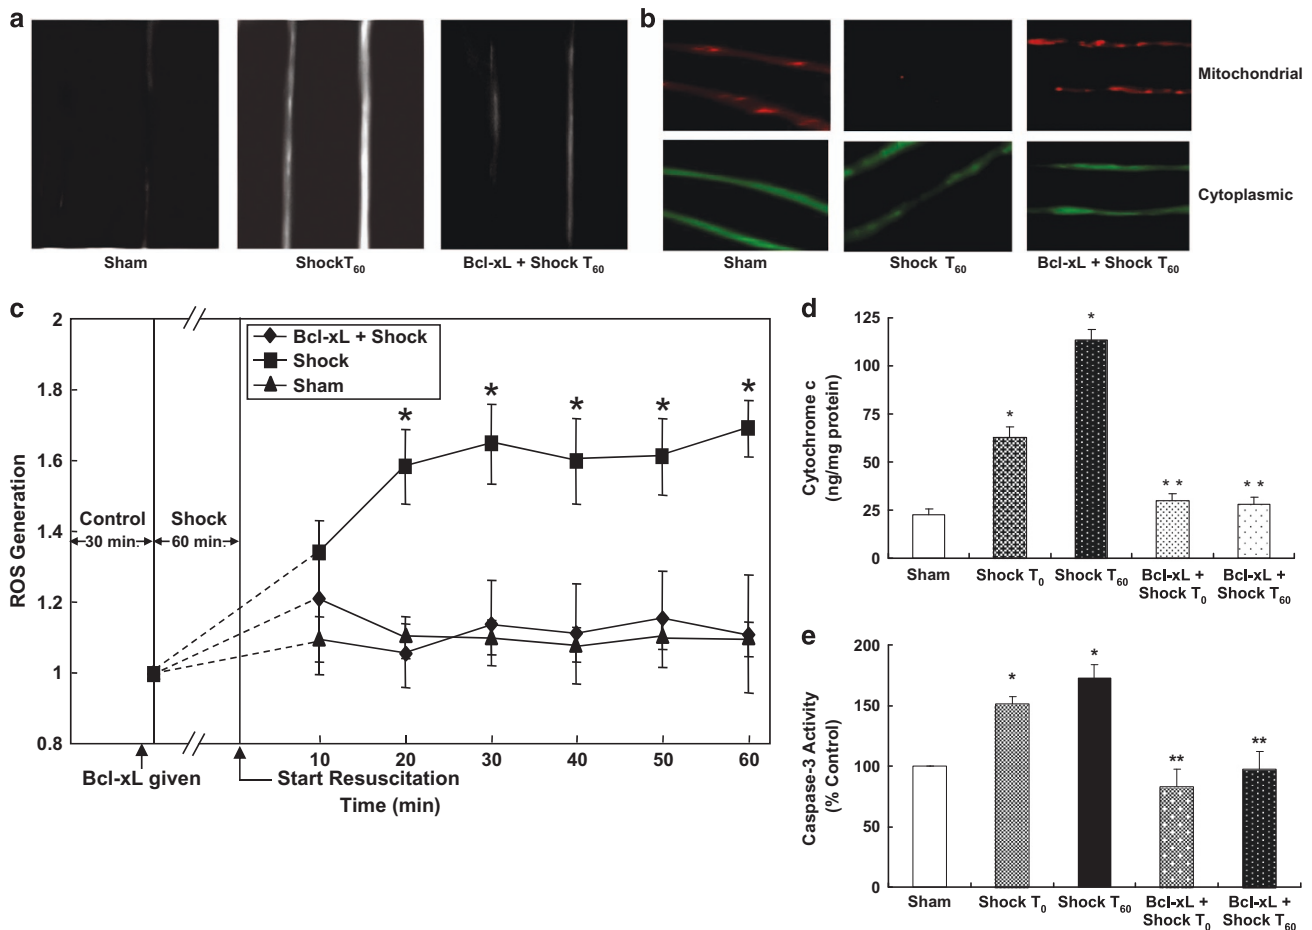 a
Sham
ShockT60
Bcl-xL + Shock T60
b
Mitochondrial
Cytoplasmic
Sham
Shock T60
Bcl-xL + Shock T60
c
2
1.8
1.6
1.4
1.2
1
0.8
ROS Generation
Bcl-xL + Shock
Shock
Sham
* * * * *
Control
30 min.
Shock
60 min.
10 20 30 40 50 60
Bcl-xL given
Start Resuscitation
Time (min)
d
125
100
75
50
25
0
Cytochrome c
(ng/mg protein)
* * ** **
Sham
Shock T0
Shock T60
Bcl-xL +
Shock T0
Bcl-xL +
Shock T60
e
200
150
100
50
0
Caspase-3 Activity
(% Control)
* * ** **
Sham
Shock T0
Shock T60
Bcl-xL +
Shock T0
Bcl-xL +
Shock T60